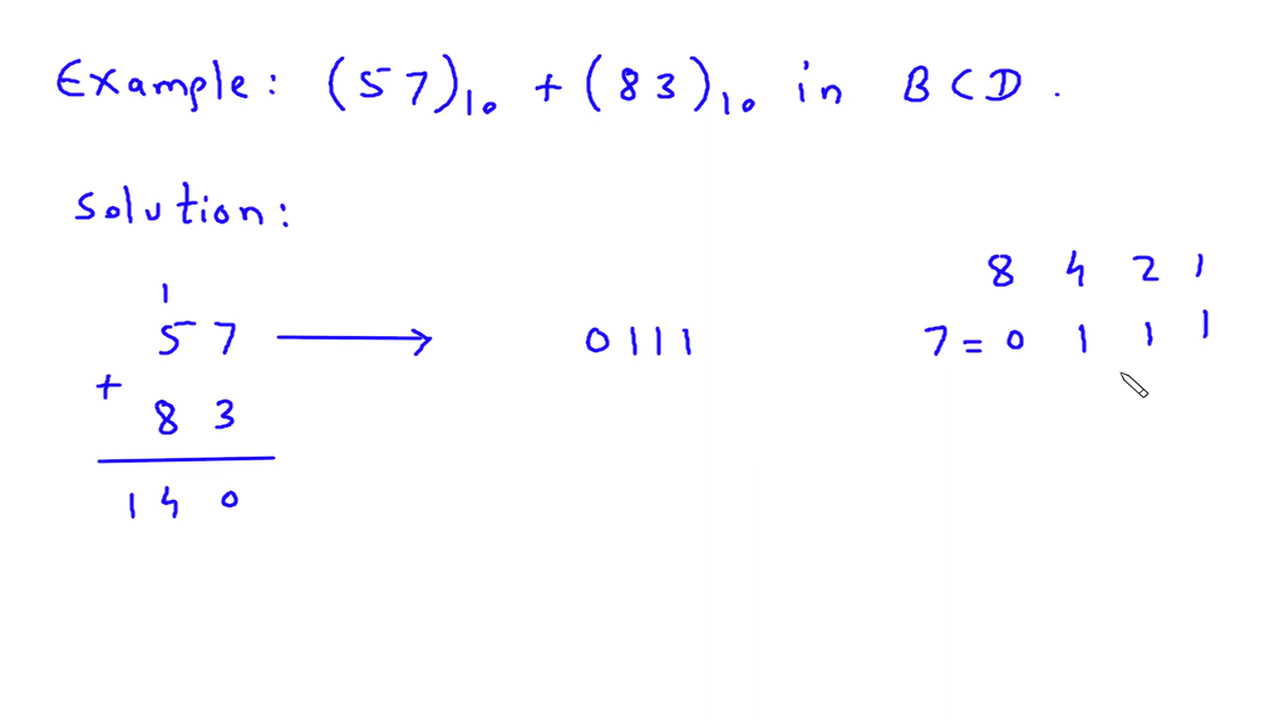 Example: (57)₁₀ + (83)₁₀ in BCD.
Solution:
8 4 2 1
1
57 → 0111 7 = 0 1 1 1
+
83
140